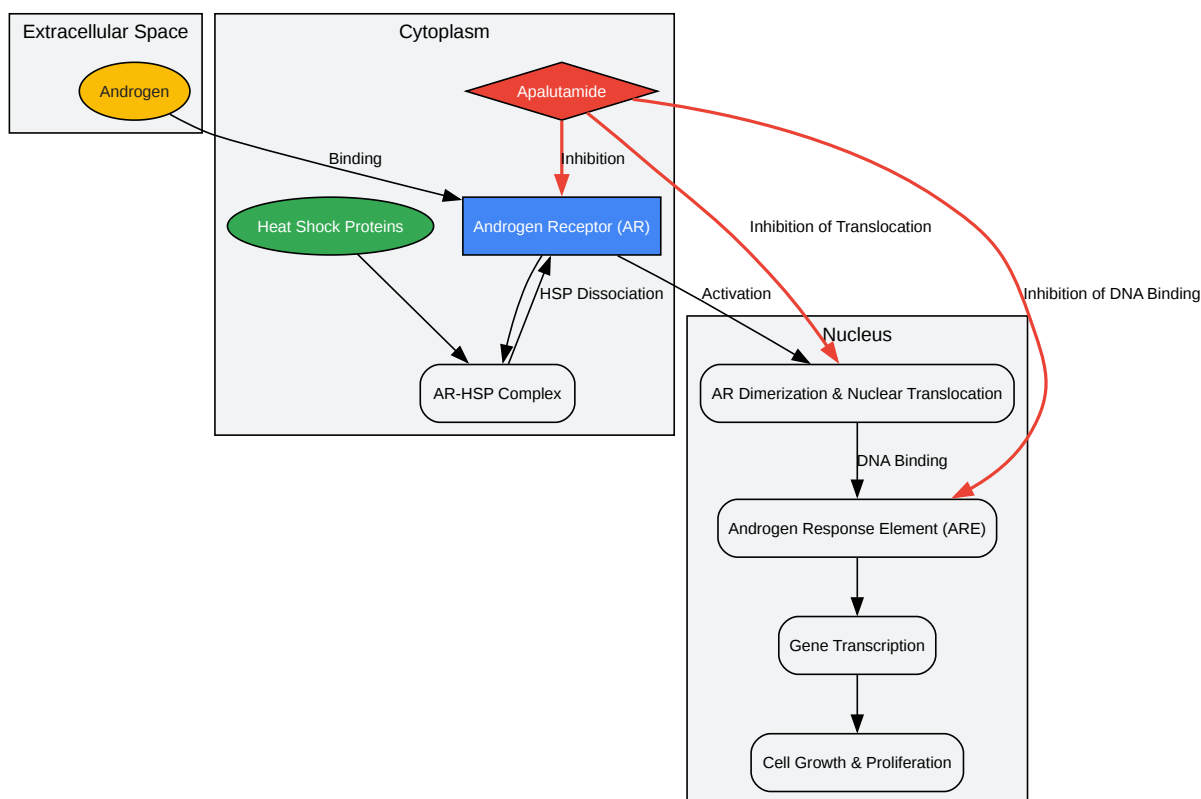 Extracellular Space
Cytoplasm
Androgen
Apalutamide
Binding
Inhibition
Heat Shock Proteins
Androgen Receptor (AR)
Inhibition of Translocation
HSP Dissociation
Activation
Inhibition of DNA Binding
Nucleus
AR-HSP Complex
AR Dimerization & Nuclear Translocation
DNA Binding
Androgen Response Element (ARE)
Gene Transcription
Cell Growth & Proliferation